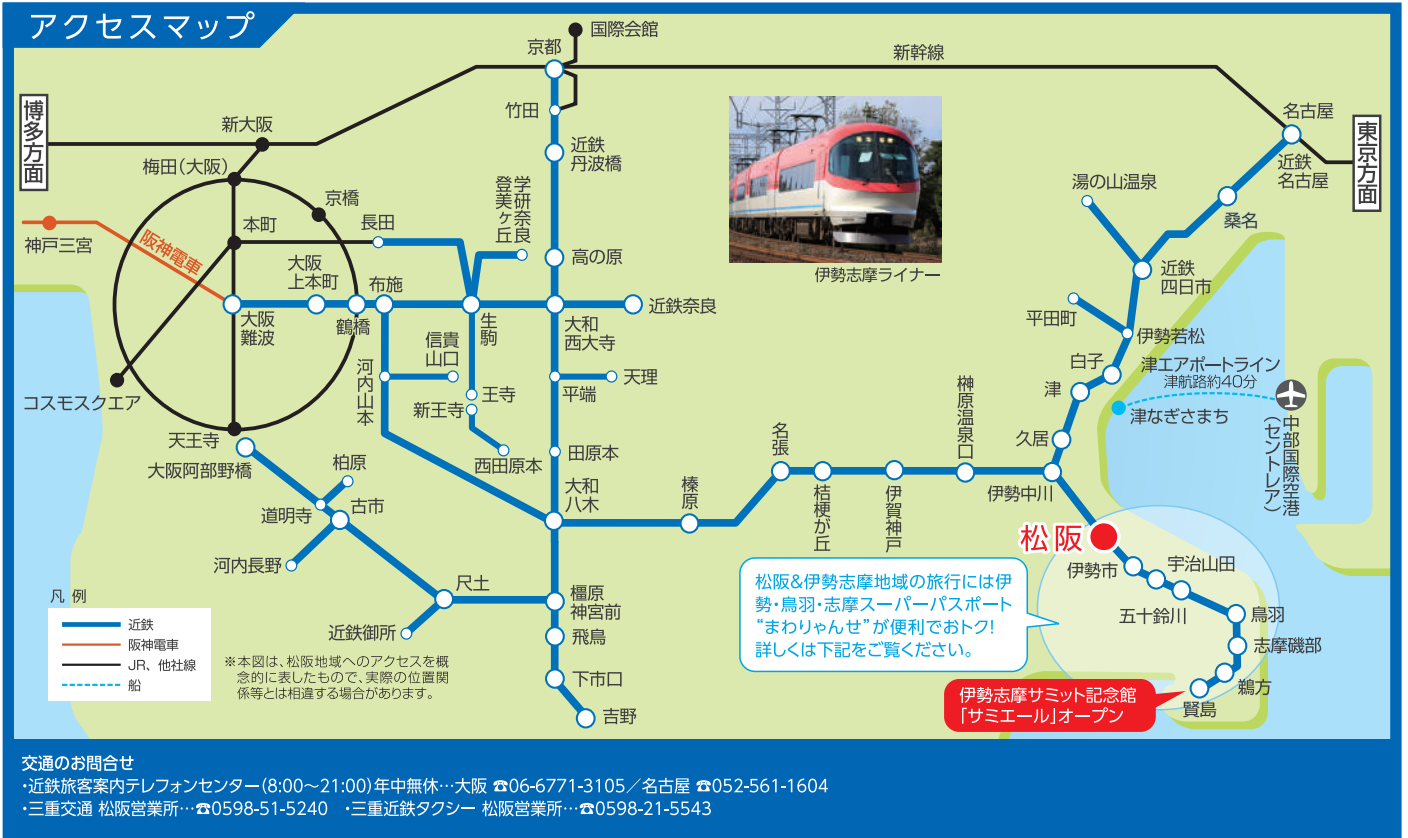 アクセスマップ
国際会館
京都
新幹線
博多方面
新大阪
竹田
名古屋
東京方面
梅田(大阪)
近鉄
丹波橋
近鉄
名古屋
京橋
学研奈良
登美ヶ丘
湯の山温泉
桑名
神戸三宮
阪神電車
本町
長田
高の原
伊勢志摩ライナー
近鉄
四日市
大阪
上本町
布施
近鉄奈良
平田町
大阪
難波
鶴橋
生駒
大和
西大寺
伊勢若松
信貴
山口
河内山本
白子
津エアポートライン
津航路約40分
コスモスクエア
王寺
新王寺
平端
天理
榊原温泉口
津
津なぎさまち
中部国際空港
(セントレア)
天王寺
大阪阿部野橋
柏原
西田原本
田原本
名張
久居
道明寺
古市
大和
八木
榛原
桔梗が丘
伊賀神戸
伊勢中川
松阪
河内長野
尺土
橿原
神宮前
松阪&伊勢志摩地域の旅行には伊
勢・鳥羽・志摩スーパーパスポート
“まわりゃんせ”が便利でおトク!
詳しくは下記をご覧ください。
伊勢市
宇治山田
五十鈴川
鳥羽
凡 例
近鉄
阪神電車
JR、他社線
船
近鉄御所
飛鳥
志摩磯部
※本図は、松阪地域へのアクセスを概
念的に表したもので、実際の位置関
係等とは相違する場合があります。
下市口
吉野
伊勢志摩サミット記念館
「サミエール」オープン
鵜方
賢島
交通のお問合せ
・近鉄旅客案内テレフォンセンター(8:00〜21:00)年中無休…大阪 ☎06-6771-3105/名古屋 ☎052-561-1604
・三重交通 松阪営業所…☎0598-51-5240 ・三重近鉄タクシー 松阪営業所…☎0598-21-5543